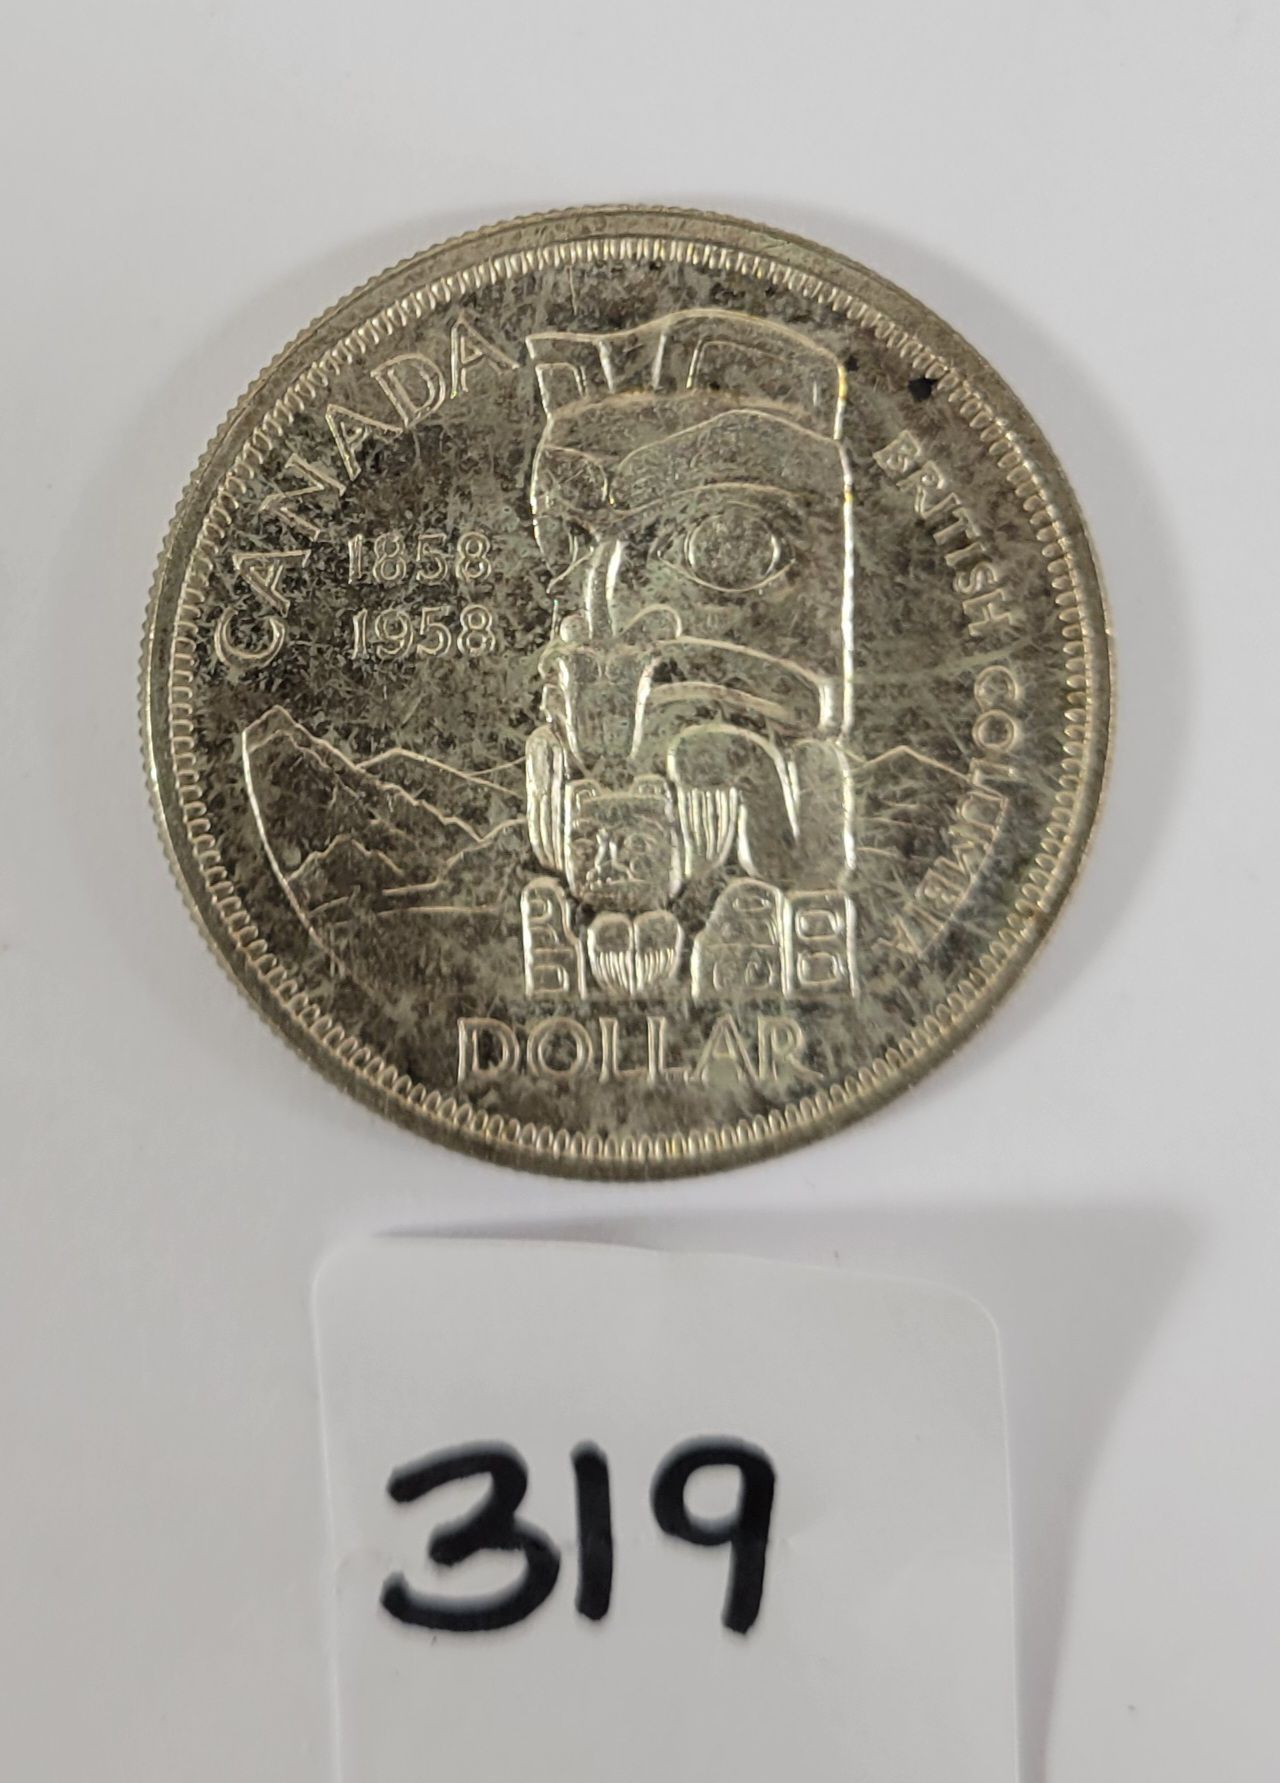 CANADA
1858
1958
BRITISH COLUMBIA
DOLLAR
319